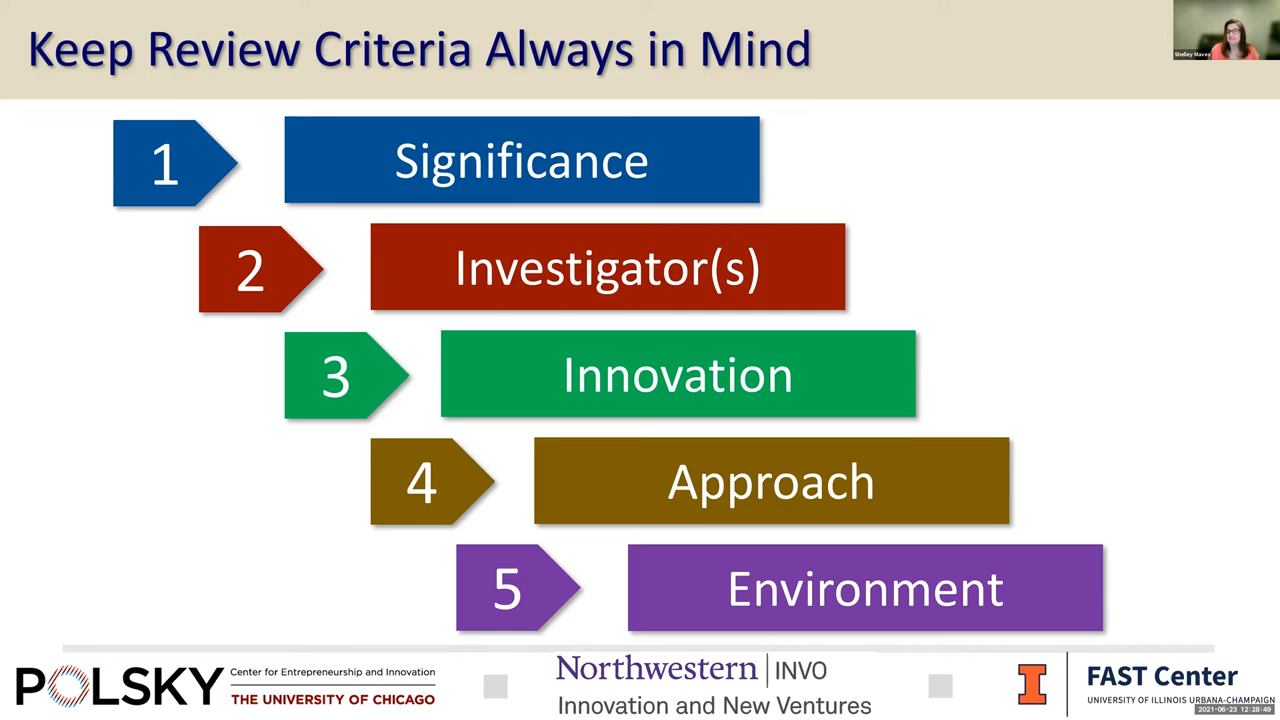 Keep Review Criteria Always in Mind
Shelley Maves
1
Significance
2
Investigator(s)
3
Innovation
4
Approach
5
Environment
POLSKY
Center for Entrepreneurship and Innovation
THE UNIVERSITY OF CHICAGO
Northwestern | INVO
Innovation and New Ventures
I
FAST Center
UNIVERSITY OF ILLINOIS URBANA-CHAMPAIGN
2021-06-23 12:28:49